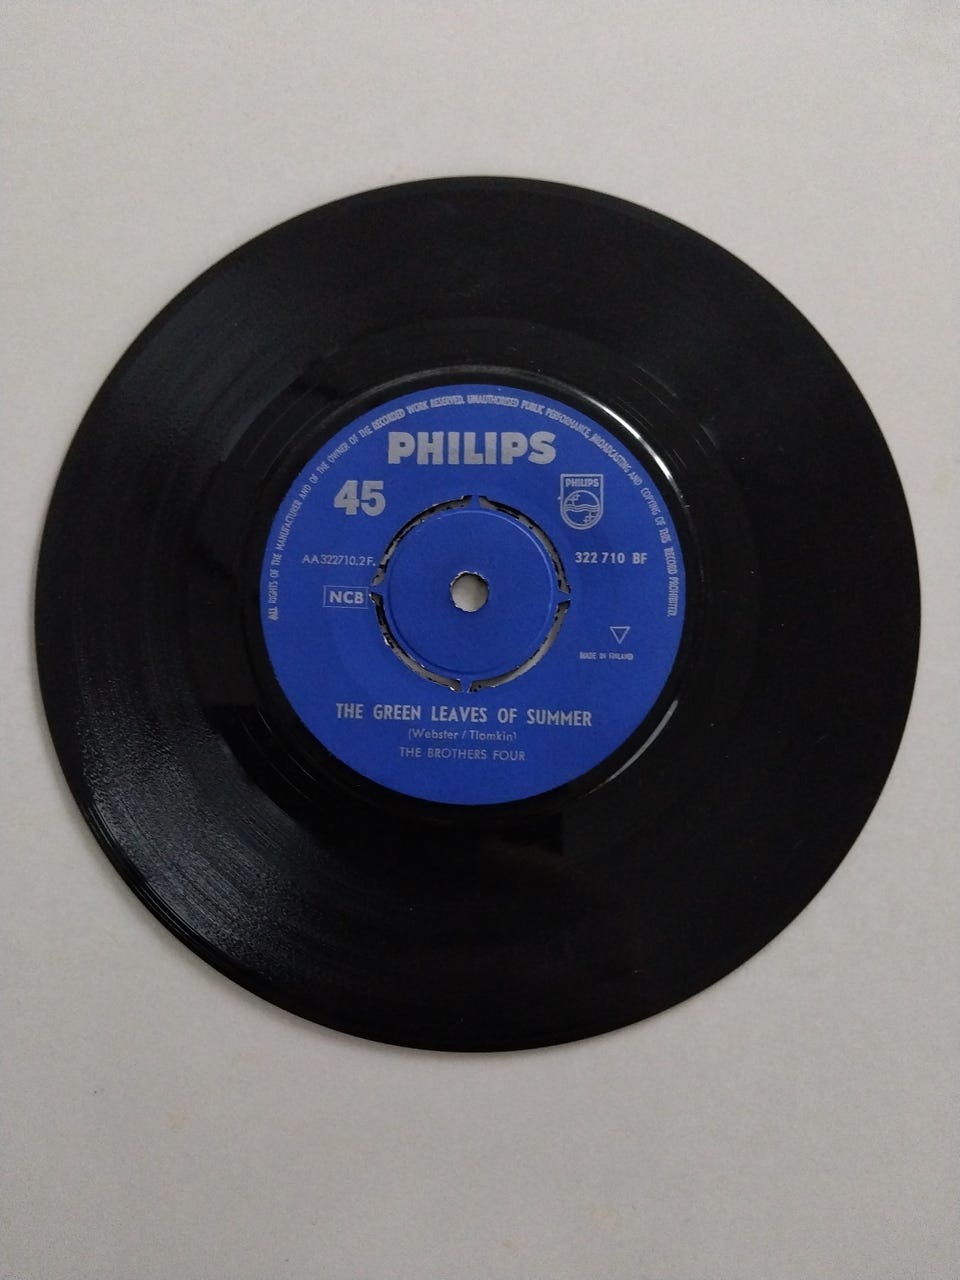 ALL RIGHTS OF THE MANUFACTURER AND OF THE OWNER OF THE RECORDED WORK RESERVED. UNAUTHORISED PUBLIC PERFORMANCE, BROADCASTING AND COPYING OF THIS RECORD PROHIBITED.
PHILIPS
45
PHILIPS
AA322710.2F.
322 710 BF
NCB
MADE IN FINLAND
THE GREEN LEAVES OF SUMMER
(Webster / Tiomkin)
THE BROTHERS FOUR